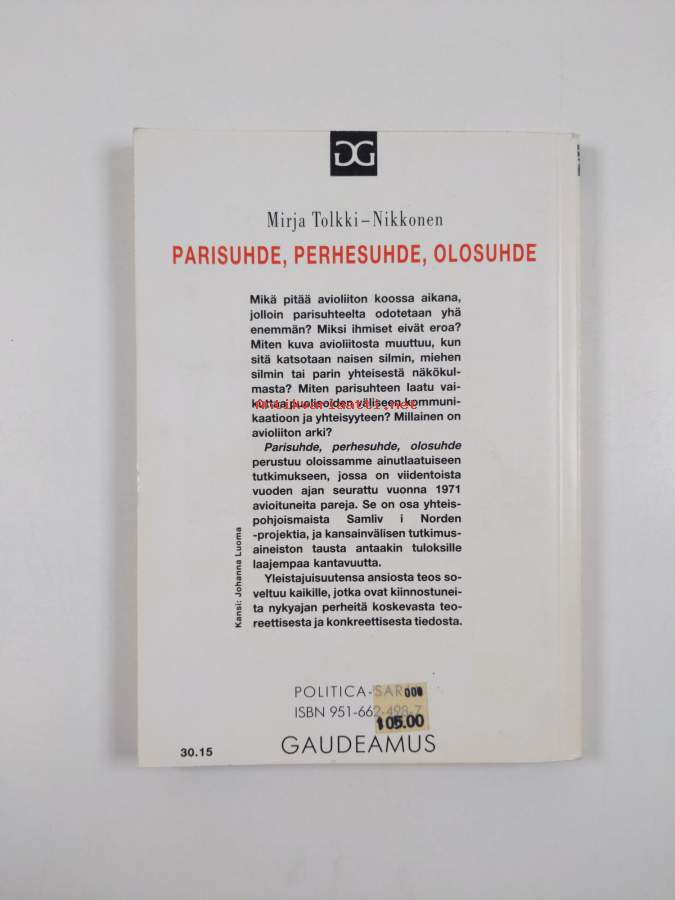 GG
Mirja Tolkki–Nikkonen
PARISUHDE, PERHESUHDE, OLOSUHDE
Mikä pitää avioliiton koossa aikana,
jolloin parisuhteelta odotetaan yhä
enemmän? Miksi ihmiset eivät eroa?
Miten kuva avioliitosta muuttuu, kun
sitä katsotaan naisen silmin, miehen
silmin tai parin yhteisestä näkökul-
masta? Miten parisuhteen laatu vai-
kuttaa puolisoiden väliseen kommuni-
Antikvariaatti.net
kaatioon ja yhteisyyteen? Millainen on
avioliiton arki?
Parisuhde, perhesuhde, olosuhde
perustuu oloissamme ainutlaatuiseen
tutkimukseen, jossa on viidentoista
vuoden ajan seurattu vuonna 1971
avioituneita pareja. Se on osa yhteis-
pohjoismaista Samliv i Norden
-projektia, ja kansainvälisen tutkimus-
aineiston tausta antaakin tuloksille
laajempaa kantavuutta.
Yleistajuisuutensa ansiosta teos so-
veltuu kaikille, jotka ovat kiinnostunei-
ta nykyajan perheitä koskevasta teo-
reettisesta ja konkreettisesta tiedosta.
Kansi: Johanna Luoma
POLITICA-SARJA
ISBN 951-662-498-7
105.00
30.15
GAUDEAMUS